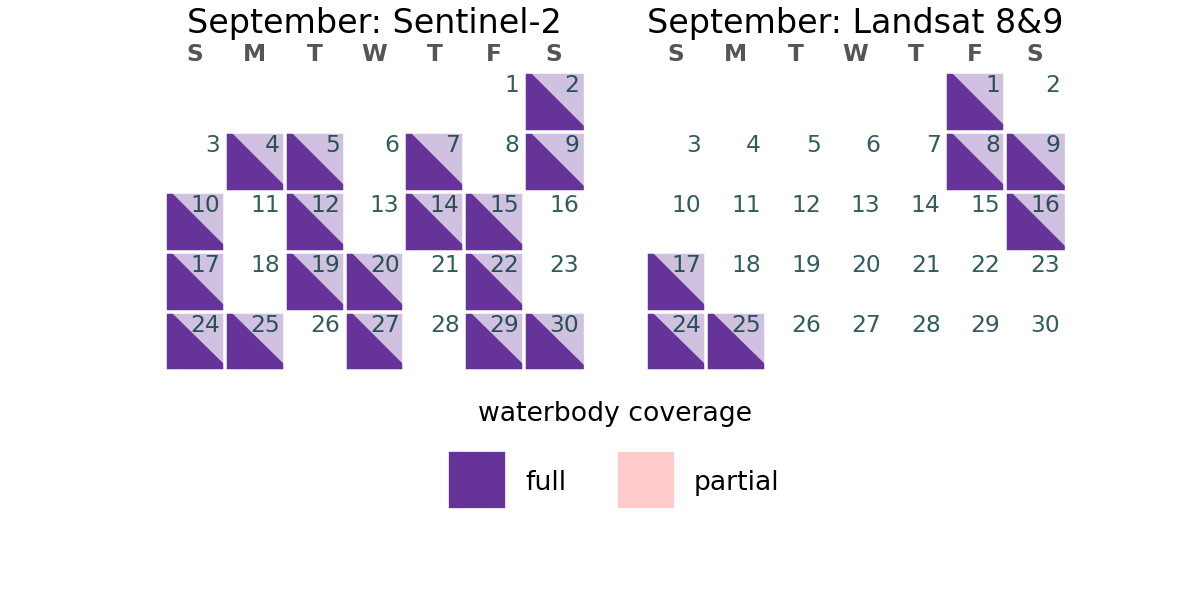 September: Sentinel-2
S M T W T F S
1 2
3 4 5 6 7 8 9
10 11 12 13 14 15 16
17 18 19 20 21 22 23
24 25 26 27 28 29 30
September: Landsat 8&9
S M T W T F S
1 2
3 4 5 6 7 8 9
10 11 12 13 14 15 16
17 18 19 20 21 22 23
24 25 26 27 28 29 30
waterbody coverage
full partial